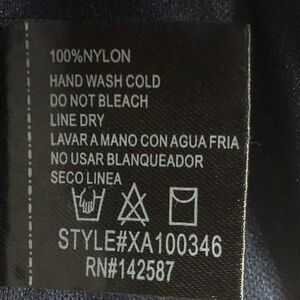 100%NYLON
HAND WASH COLD
DO NOT BLEACH
LINE DRY
LAVAR A MANO CON AGUA FRIA
NO USAR BLANQUEADOR
SECO LINEA
STYLE#XA100346
RN#142587